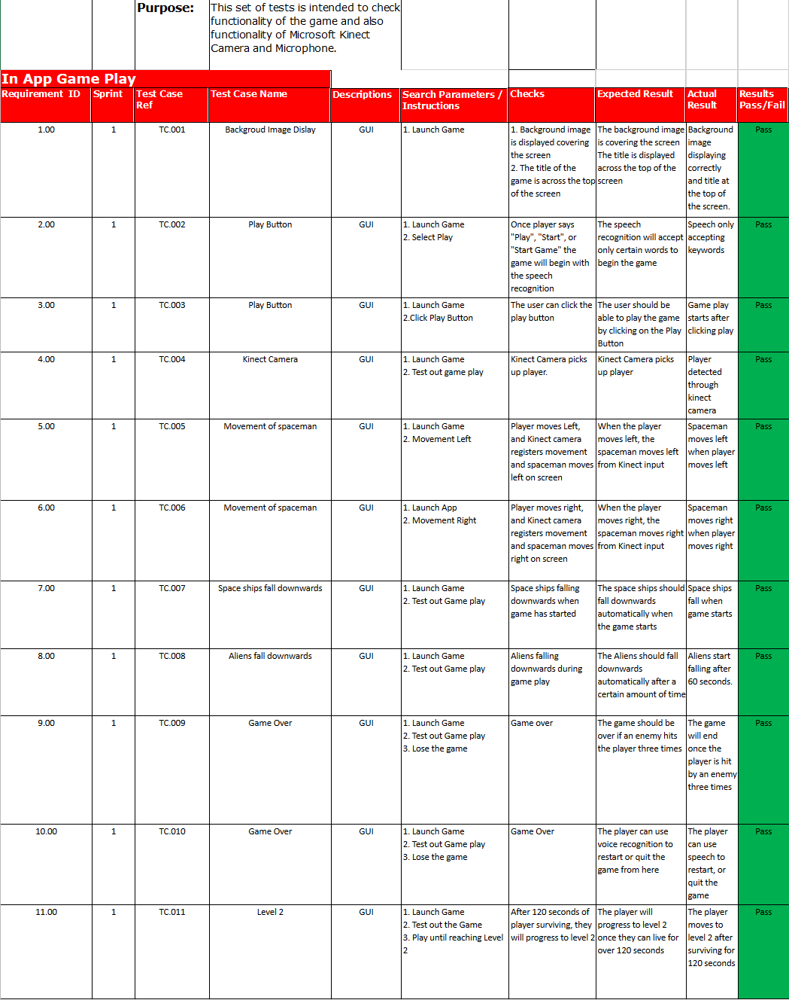 Purpose:
This set of tests is intended to check
functionality of the game and also
functionality of Microsoft Kinect
Camera and Microphone.
In App Game Play
Requirement ID
Sprint
Test Case
Ref
Test Case Name
Descriptions
Search Parameters /
Instructions
Checks
Expected Result
Actual
Result
Results
Pass/Fail
1.00
1
TC.001
Backgroud Image Dislay
GUI
1. Launch Game
1. Background image
is displayed covering
the screen
2. The title of the
game is across the top
of the screen
The background image
is covering the screen
The title is displayed
across the top of the
screen
Background
image
displaying
correctly
and title at
the top of
the screen.
Pass
2.00
1
TC.002
Play Button
GUI
1. Launch Game
2. Select Play
Once player says
"Play", "Start", or
"Start Game" the
game will begin with
the speech
recognition
The speech
recognition will accept
only certain words to
begin the game
Speech only
accepting
keywords
Pass
3.00
1
TC.003
Play Button
GUI
1. Launch Game
2.Click Play Button
The user can click the
play button
The user should be
able to play the game
by clicking on the Play
Button
Game play
starts after
clicking play
Pass
4.00
1
TC.004
Kinect Camera
GUI
1. Launch Game
2. Test out game play
Kinect Camera picks
up player.
Kinect Camera picks
up player
Player
detected
through
kinect
camera
Pass
5.00
1
TC.005
Movement of spaceman
GUI
1. Launch Game
2. Movement Left
Player moves Left,
and Kinect camera
registers movement
and spaceman moves
left on screen
When the player
moves left, the
spaceman moves left
from Kinect input
Spaceman
moves left
when player
moves left
Pass
6.00
1
TC.006
Movement of spaceman
GUI
1. Launch App
2. Movement Right
Player moves right,
and Kinect camera
registers movement
and spaceman moves
right on screen
When the player
moves right, the
spaceman moves right
from Kinect input
Spaceman
moves right
when player
moves right
Pass
7.00
1
TC.007
Space ships fall downwards
GUI
1. Launch Game
2. Test out Game play
Space ships falling
downwards when
game has started
The space ships should
fall downwards
automatically when
the game starts
Space ships
fall when
game starts
Pass
8.00
1
TC.008
Aliens fall downwards
GUI
1. Launch Game
2. Test out Game play
Aliens falling
downwards during
game play
The Aliens should fall
downwards
automatically after a
certain amount of time
Aliens start
falling after
60 seconds.
Pass
9.00
1
TC.009
Game Over
GUI
1. Launch Game
2. Test out Game play
3. Lose the game
Game over
The game should be
over if an enemy hits
the player three times
The game
will end
once the
player is hit
by an enemy
three times
Pass
10.00
1
TC.010
Game Over
GUI
1. Launch Game
2. Test out Game play
3. Lose the game
Game Over
The player can use
voice recognition to
restart or quit the
game from here
The player
can use
speech to
restart, or
quit the
game
Pass
11.00
1
TC.011
Level 2
GUI
1. Launch Game
2. Test out the Game
3. Play until reaching Level
2
After 120 seconds of
player surviving, they
will progress to level 2
The player will
progress to level 2
once they can live for
over 120 seconds
The player
moves to
level 2 after
surviving for
120 seconds
Pass